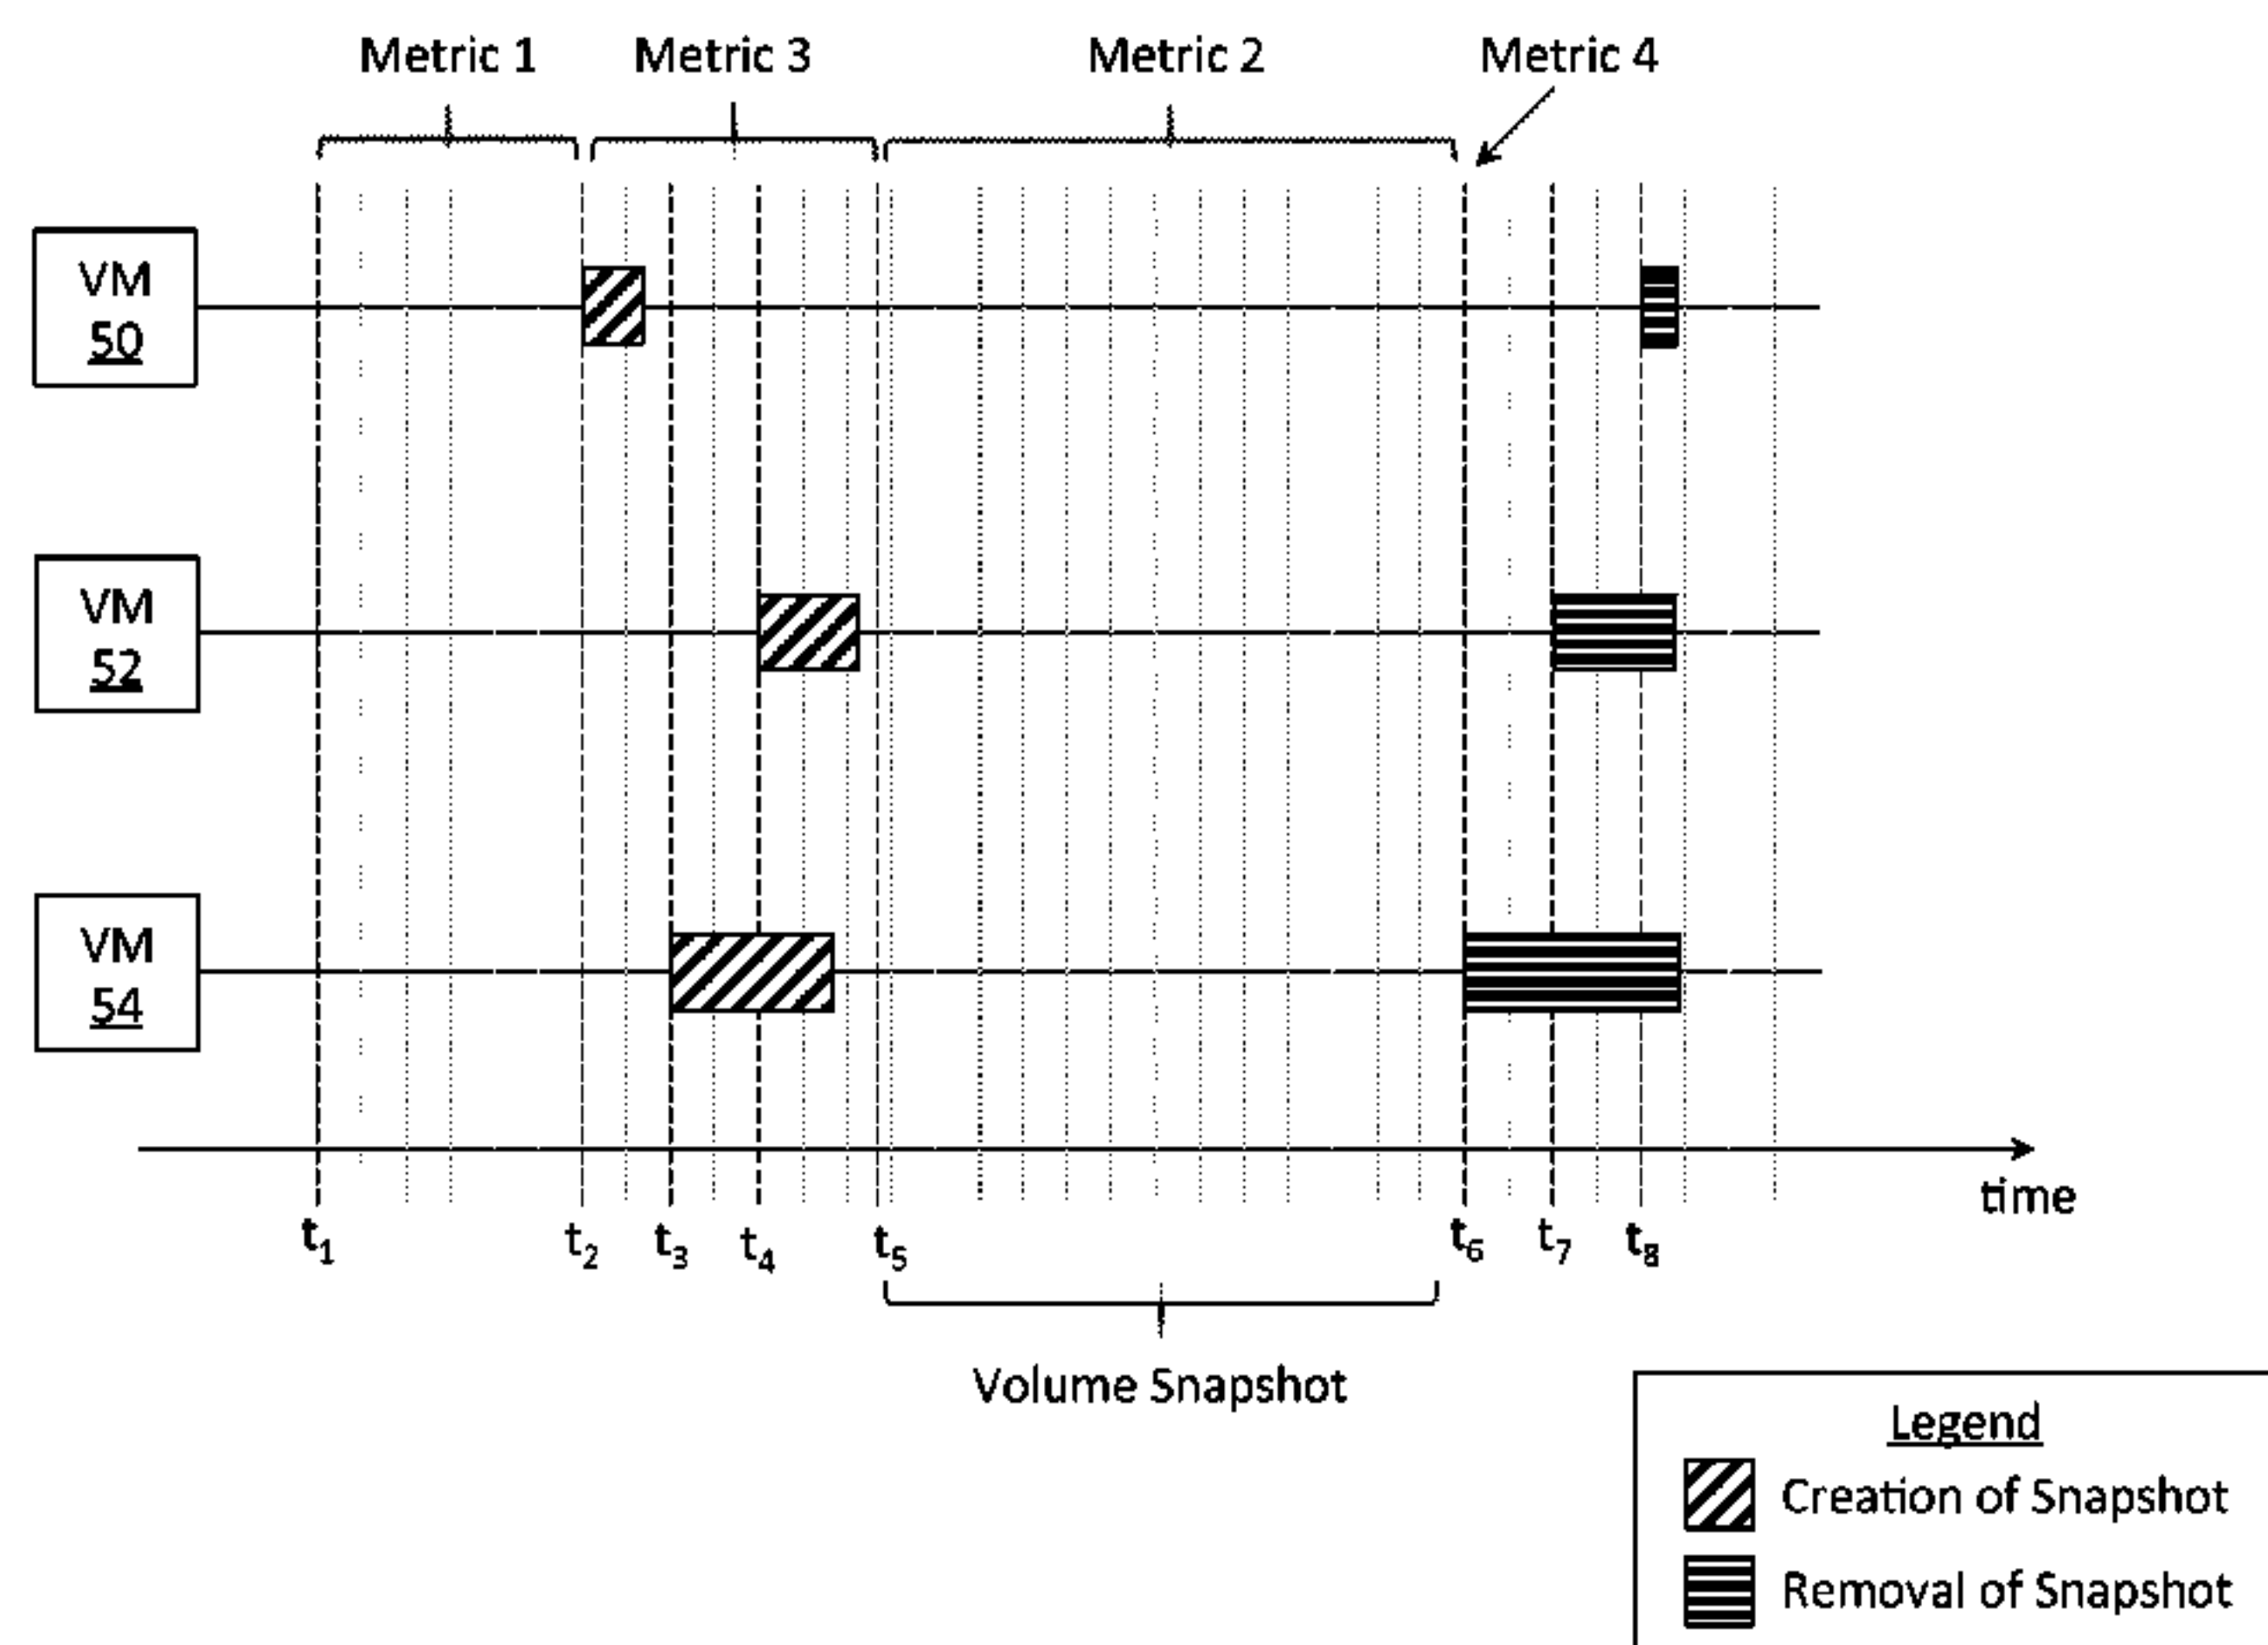 Metric 1 Metric 3 Metric 2 Metric 4
VM
50
VM
52
VM
54
time
t1 t2 t3 t4 t5 t6 t7 t8
Volume Snapshot
Legend
Creation of Snapshot
Removal of Snapshot